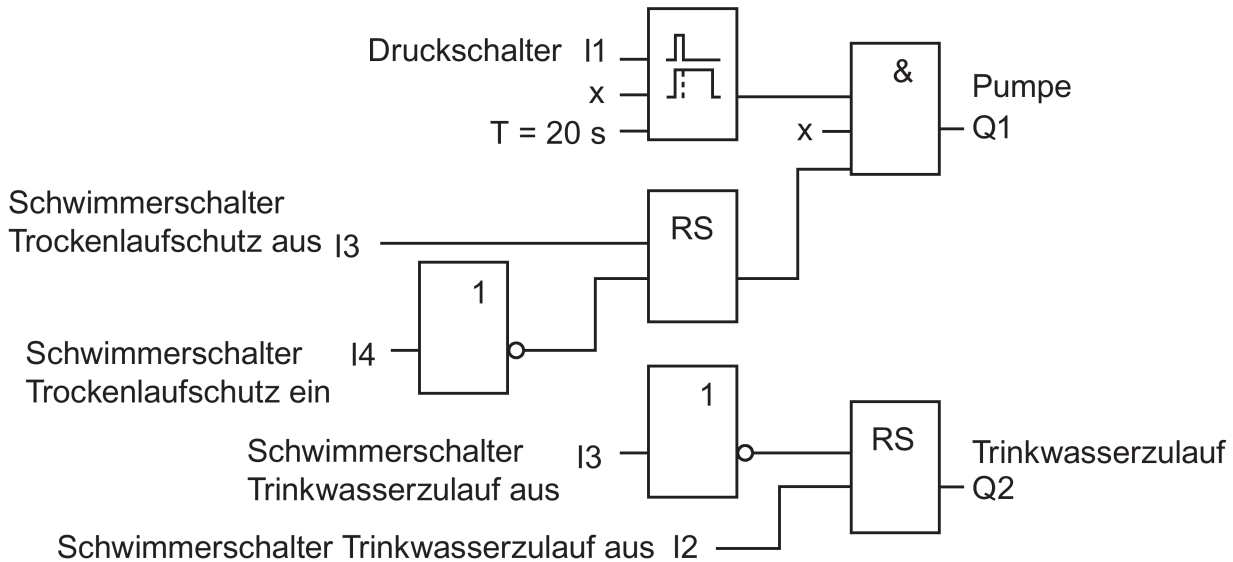 Druckschalter I1
x
T = 20 s
&
Pumpe
x
Q1
Schwimmerschalter
Trockenlaufschutz aus I3
RS
1
Schwimmerschalter I4
Trockenlaufschutz ein
1
Schwimmerschalter I3
Trinkwasserzulauf aus
RS
Trinkwasserzulauf
Q2
Schwimmerschalter Trinkwasserzulauf aus I2